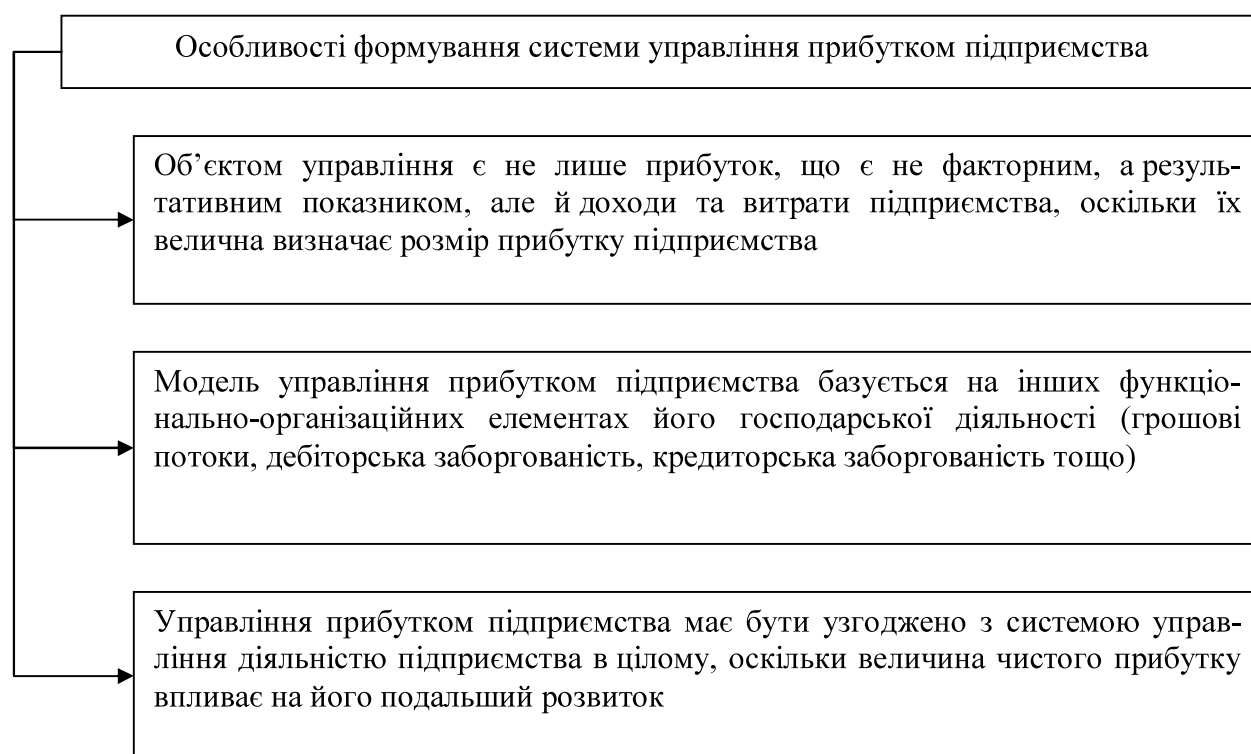 Особливості формування системи управління прибутком підприємства
Об’єктом управління є не лише прибуток, що є не факторним, а резуль-
тативним показником, але й доходи та витрати підприємства, оскільки їх
велична визначає розмір прибутку підприємства
Модель управління прибутком підприємства базується на інших функціо-
нально-організаційних елементах його господарської діяльності (грошові
потоки, дебіторська заборгованість, кредиторська заборгованість тощо)
Управління прибутком підприємства має бути узгоджено з системою управ-
ління діяльністю підприємства в цілому, оскільки величина чистого прибутку
впливає на його подальший розвиток